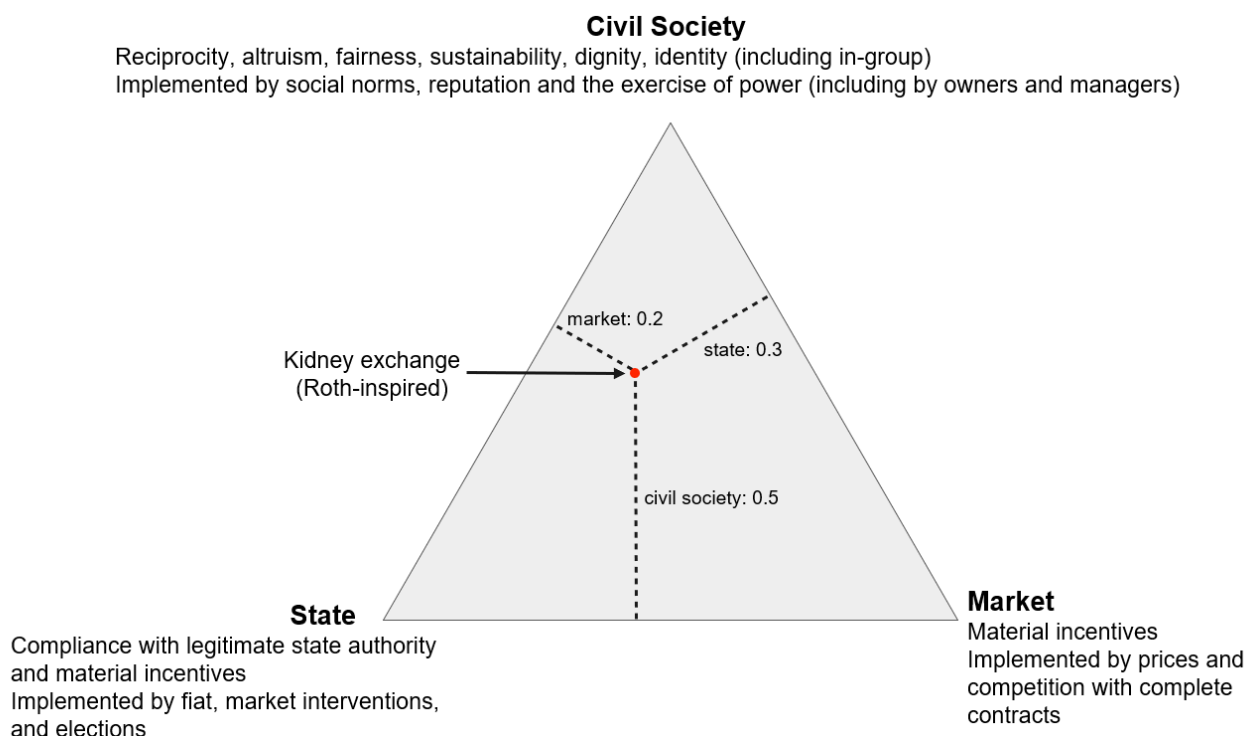 Civil Society
Reciprocity, altruism, fairness, sustainability, dignity, identity (including in-group)
Implemented by social norms, reputation and the exercise of power (including by owners and managers)
market: 0.2
state: 0.3
Kidney exchange
(Roth-inspired)
civil society: 0.5
State
Compliance with legitimate state authority
and material incentives
Implemented by fiat, market interventions,
and elections
Market
Material incentives
Implemented by prices and
competition with complete
contracts